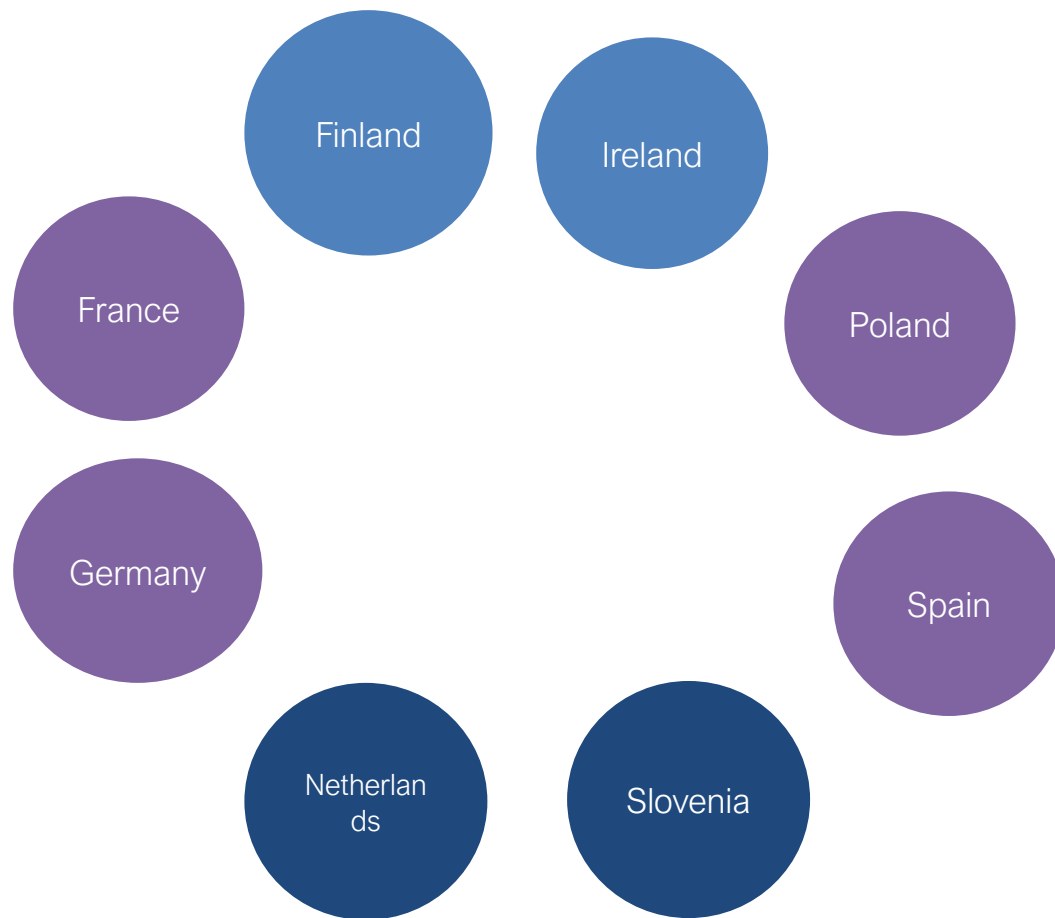 Finland
Ireland
France
Poland
Germany
Spain
Netherlan
ds
Slovenia